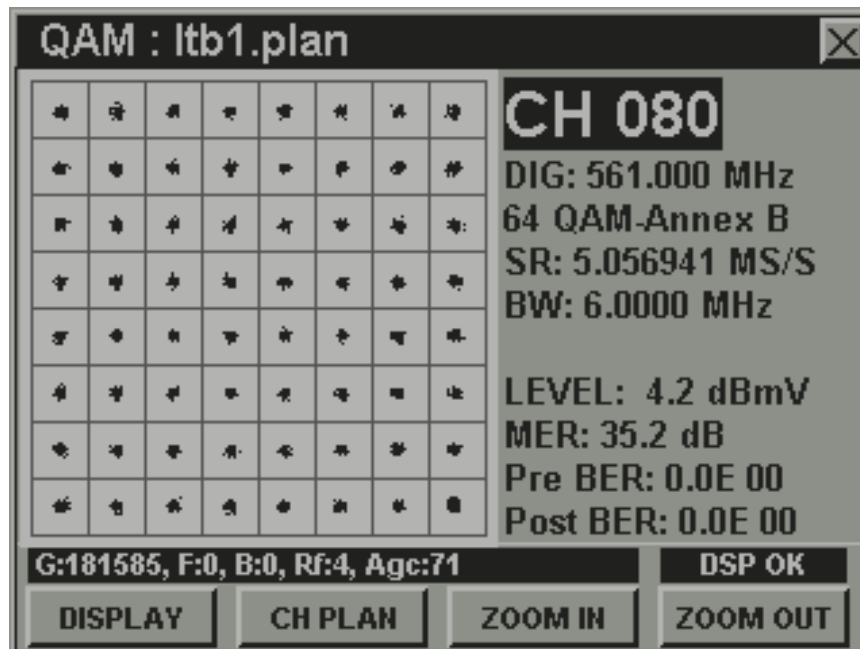 QAM : ltb1.plan
CH 080
DIG: 561.000 MHz
64 QAM-Annex B
SR: 5.056941 MS/S
BW: 6.0000 MHz
LEVEL: 4.2 dBmV
MER: 35.2 dB
Pre BER: 0.0E 00
Post BER: 0.0E 00
G:181585, F:0, B:0, Rf:4, Agc:71
DSP OK
DISPLAY
CH PLAN
ZOOM IN
ZOOM OUT